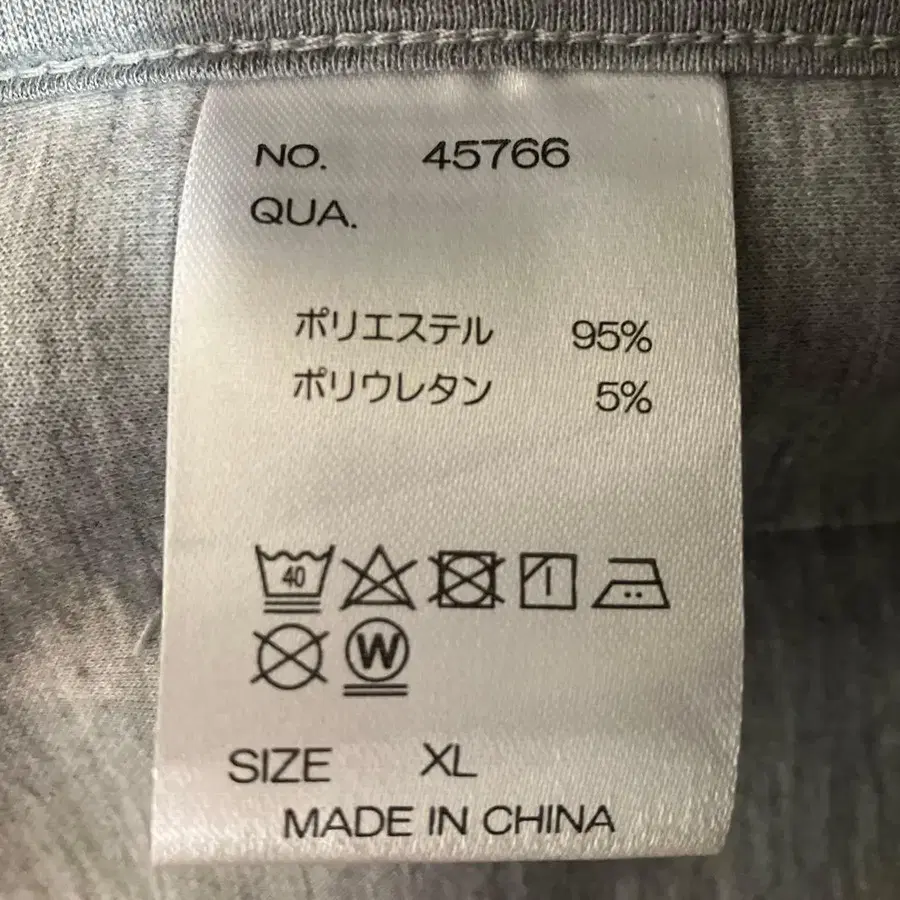 NO. 45766
QUA.
ポリエステル 95%
ポリウレタン 5%
40
W
SIZE XL
MADE IN CHINA